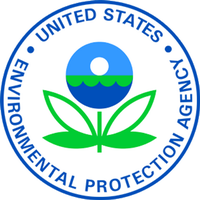 UNITED STATES
ENVIRONMENTAL PROTECTION AGENCY